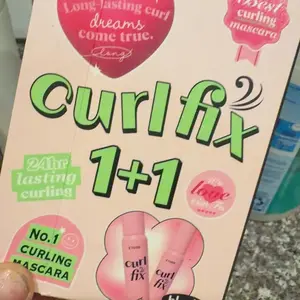 Long-lasting curl
dreams
come true.
Best
curling
mascara
Curl fix
1+1
24hr
lasting
curling
love
No.1
CURLING
MASCARA
curl
fix
curl
fix